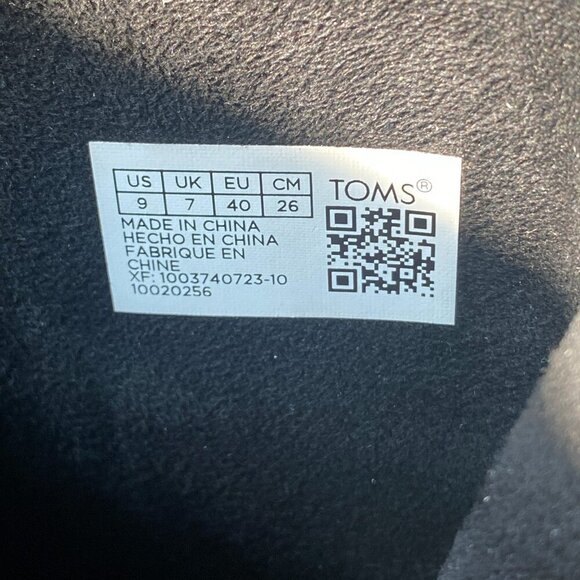 US UK EU CM
9 7 40 26
TOMS®
MADE IN CHINA
HECHO EN CHINA
FABRIQUE EN
CHINE
XF: 1003740723-10
10020256